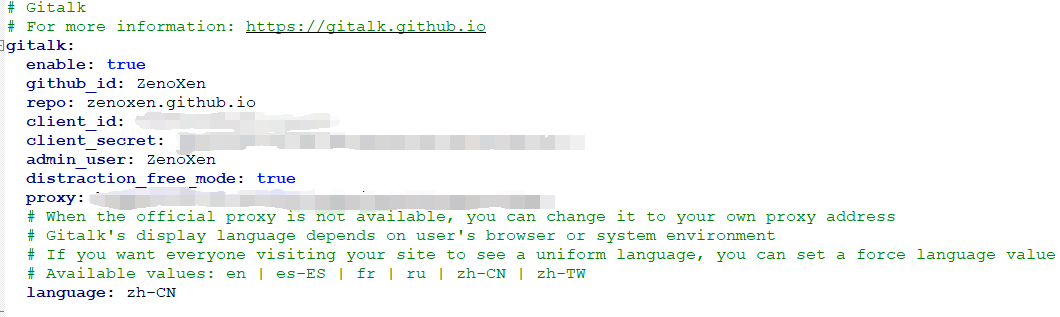 # Gitalk
# For more information: https://gitalk.github.io
gitalk:
enable: true
github_id: ZenoXen
repo: zenoxen.github.io
client_id:
client_secret:
admin_user: ZenoXen
distraction_free_mode: true
proxy:
# When the official proxy is not available, you can change it to your own proxy address
# Gitalk's display language depends on user's browser or system environment
# If you want everyone visiting your site to see a uniform language, you can set a force language value
# Available values: en | es-ES | fr | ru | zh-CN | zh-TW
language: zh-CN